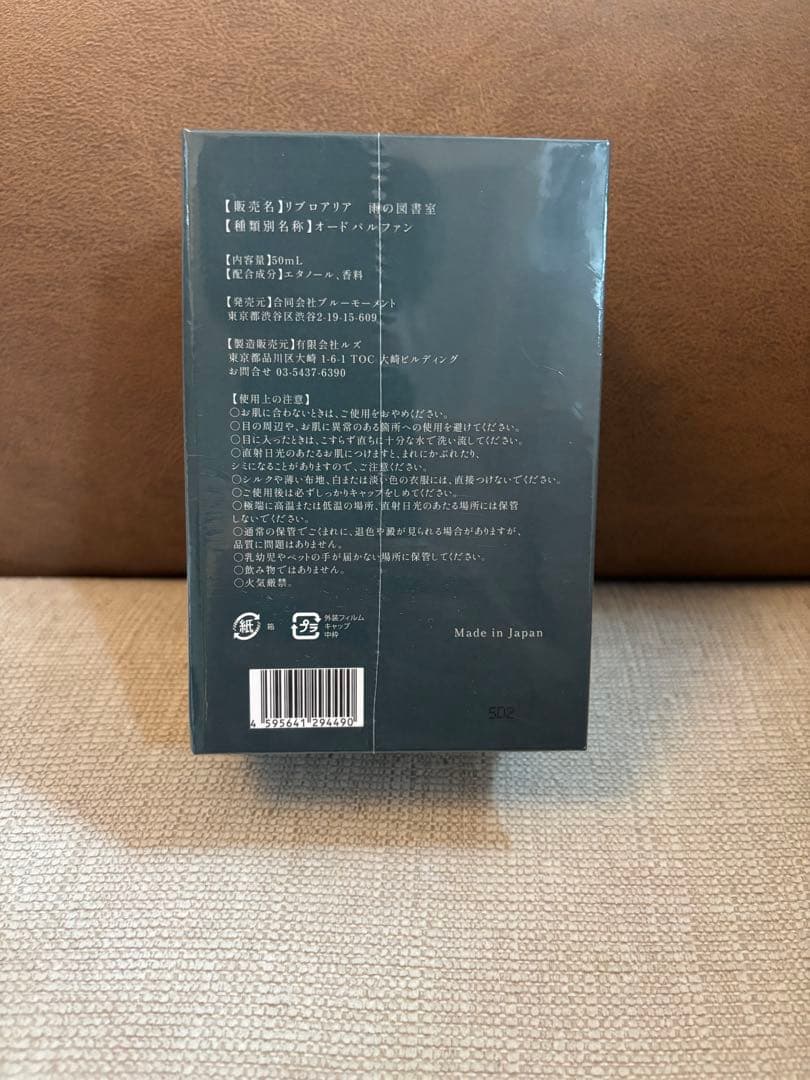 【販売名】リブロアリア 雨の図書室
【種類別名称】オードパルファン
【内容量】50mL
【配合成分】エタノール、香料
【発売元】合同会社ブルーモーメント
東京都渋谷区渋谷2-19-15-609
【製造販売元】有限会社ルズ
東京都品川区大崎 1-6-1 TOC 大崎ビルディング
お問合せ 03-5437-6390
【使用上の注意】
○お肌に合わないときは、ご使用をおやめください。
○目の周辺や、お肌に異常のある箇所への使用を避けてください。
○目に入ったときは、こすらず直ちに十分な水で洗い流してください。
○直射日光のあたるお肌につけますと、まれにかぶれたり、
シミになることがありますので、ご注意ください。
○シルクや薄い布地、白または淡い色の衣服には、直接つけないでください。
○ご使用後は必ずしっかりキャップをしめてください。
○極端に高温または低温の場所、直射日光のあたる場所には保管
しないでください。
○通常の保管でごくまれに、退色や澱が見られる場合がありますが、
品質に問題はありません。
○乳幼児やペットの手が届かない場所に保管してください。
○飲み物ではありません。
○火気厳禁。
紙 箱
プラ 外装フィルム
キャップ
中枠
Made in Japan
4 595641 294490
5D2